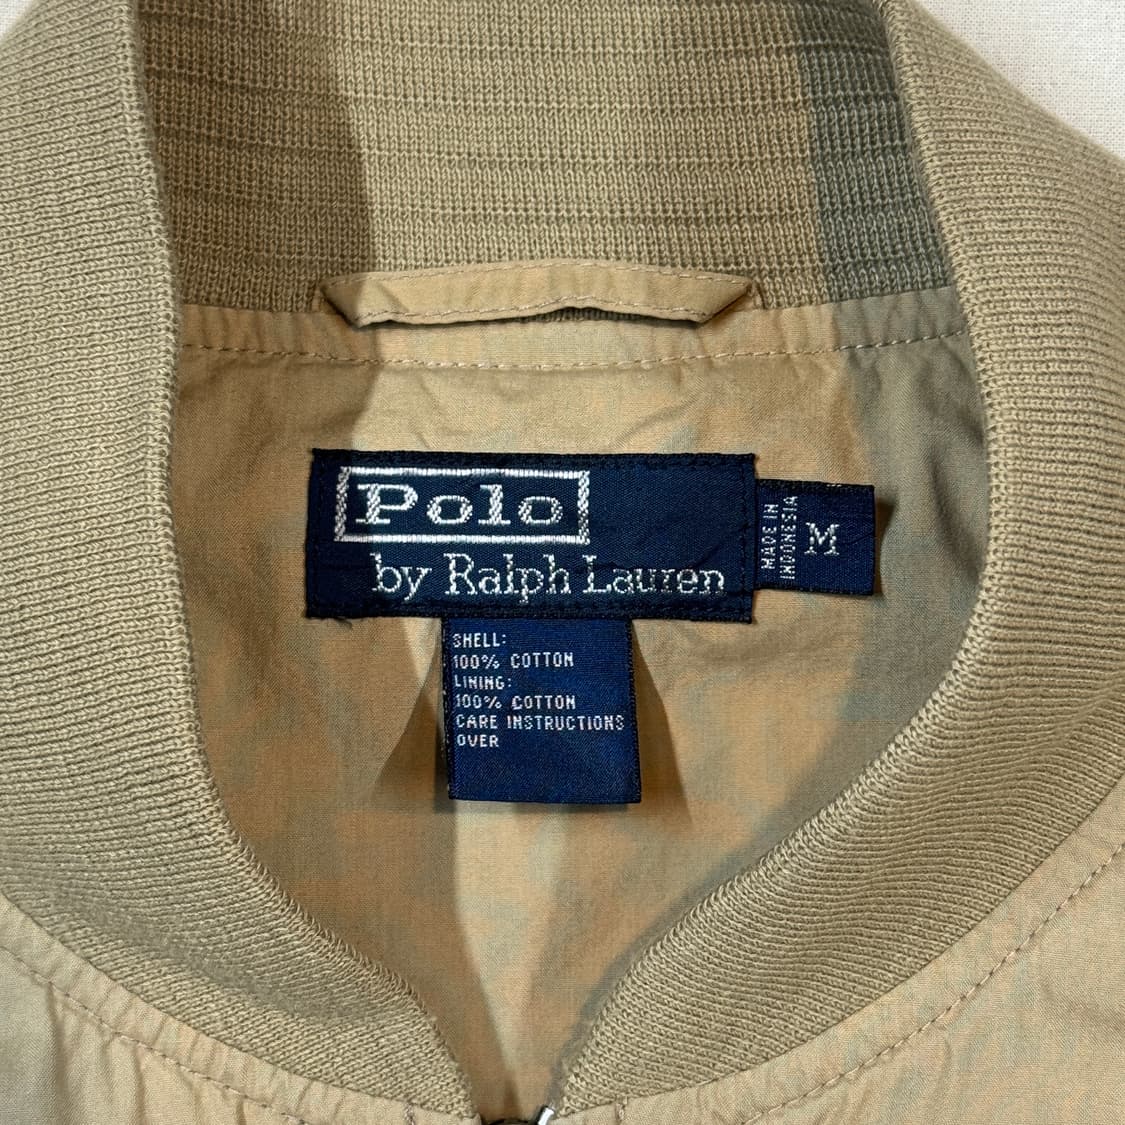 Polo
by Ralph Lauren
MADE IN
INDONESIA
M
SHELL:
100% COTTON
LINING:
100% COTTON
CARE INSTRUCTIONS
OVER